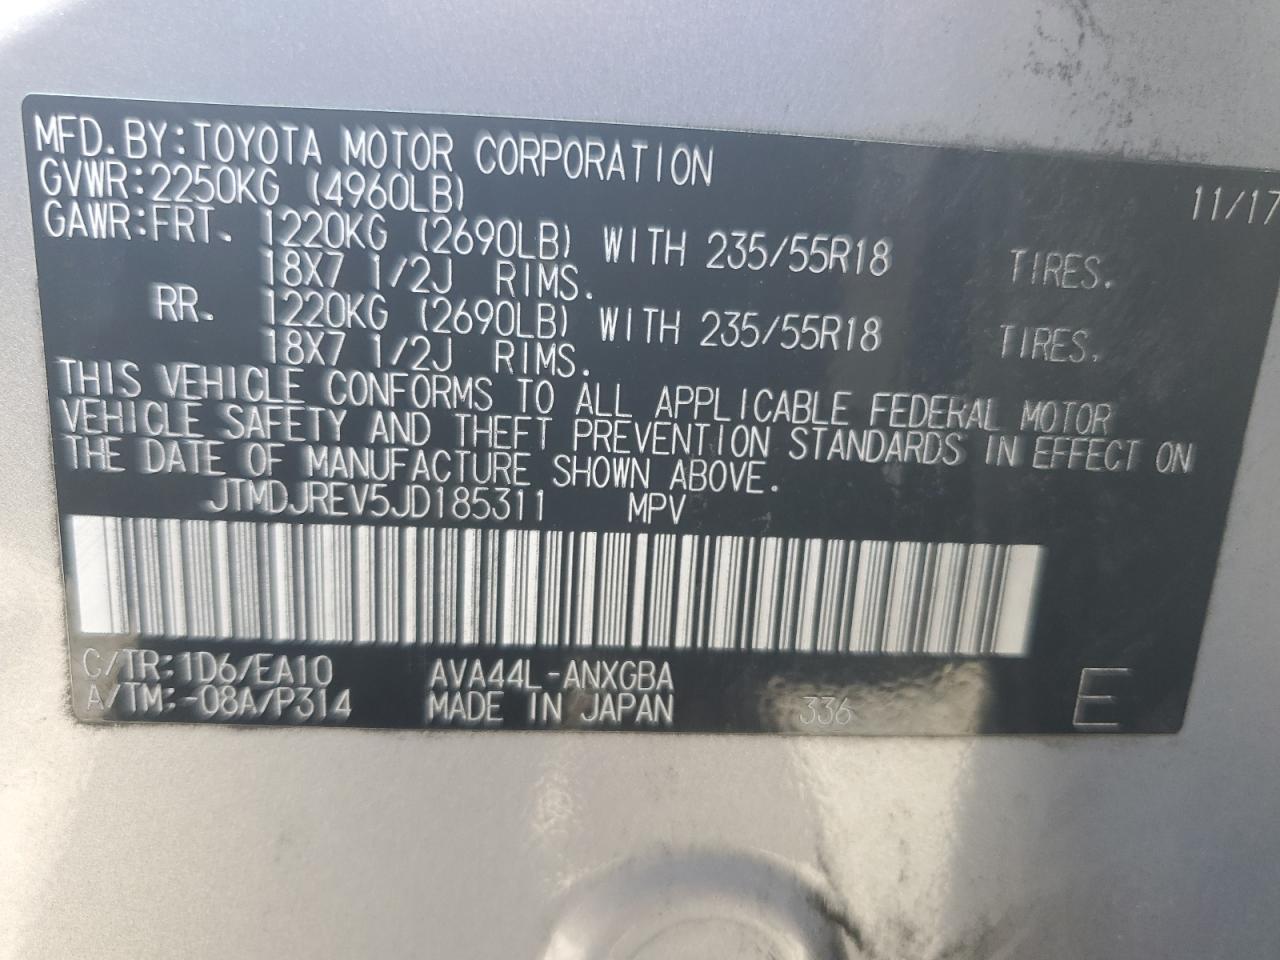 MFD.BY:TOYOTA MOTOR CORPORATION 11/17
GVWR:2250KG (4960LB)
GAWR:FRT. 1220KG (2690LB) WITH 235/55R18 TIRES.
18X7 1/2J RIMS.
RR. 1220KG (2690LB) WITH 235/55R18 TIRES.
18X7 1/2J RIMS.
THIS VEHICLE CONFORMS TO ALL APPLICABLE FEDERAL MOTOR
VEHICLE SAFETY AND THEFT PREVENTION STANDARDS IN EFFECT ON
THE DATE OF MANUFACTURE SHOWN ABOVE.
JTMDJREV5JD185311 MPV
C/TR:1D6/EA10 AVA44L-ANXGBA
A/TM:-08A/P314 MADE IN JAPAN 336 E